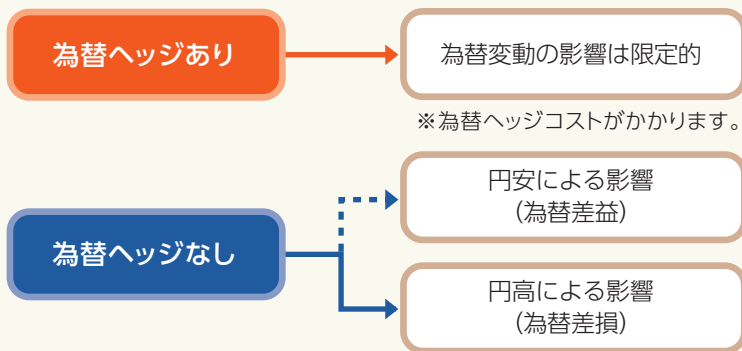 為替ヘッジあり
為替変動の影響は限定的
※為替ヘッジコストがかかります。
為替ヘッジなし
円安による影響
(為替差益)
円高による影響
(為替差損)